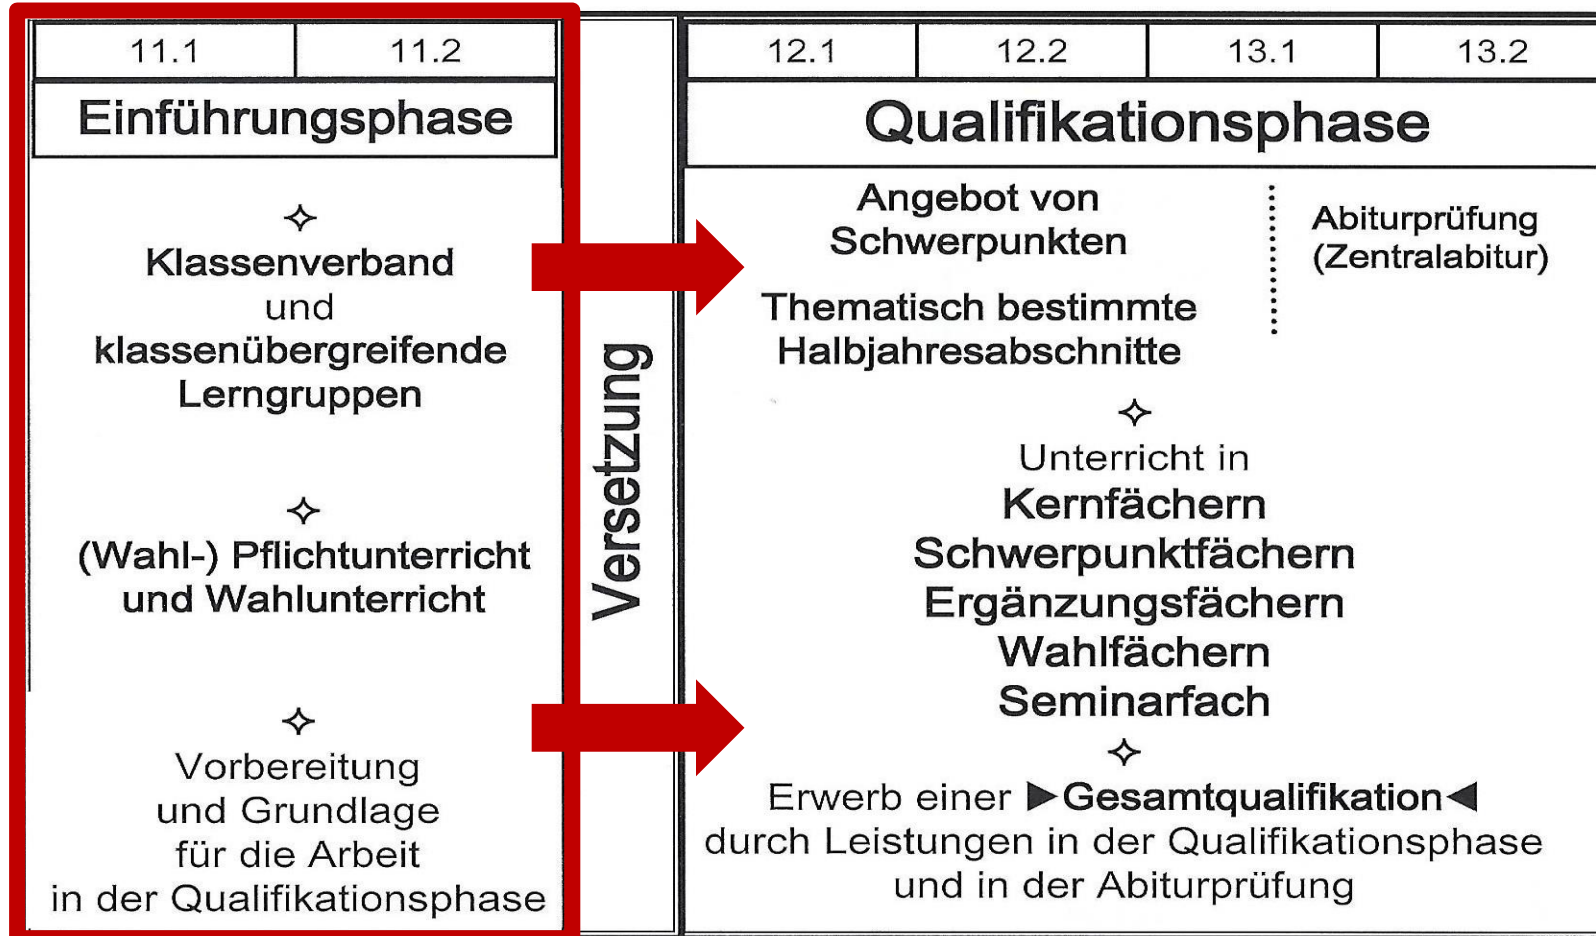 11.1 11.2
Einführungsphase
Klassenverband
und
klassenübergreifende
Lerngruppen
(Wahl-) Pflichtunterricht
und Wahlunterricht
Vorbereitung
und Grundlage
für die Arbeit
in der Qualifikationsphase
Versetzung
12.1 12.2 13.1 13.2
Qualifikationsphase
Angebot von
Schwerpunkten
Thematisch bestimmte
Halbjahresabschnitte
Abiturprüfung
(Zentralabitur)
Unterricht in
Kernfächern
Schwerpunktfächern
Ergänzungsfächern
Wahlfächern
Seminarfach
Erwerb einer ►Gesamtqualifikation◄
durch Leistungen in der Qualifikationsphase
und in der Abiturprüfung